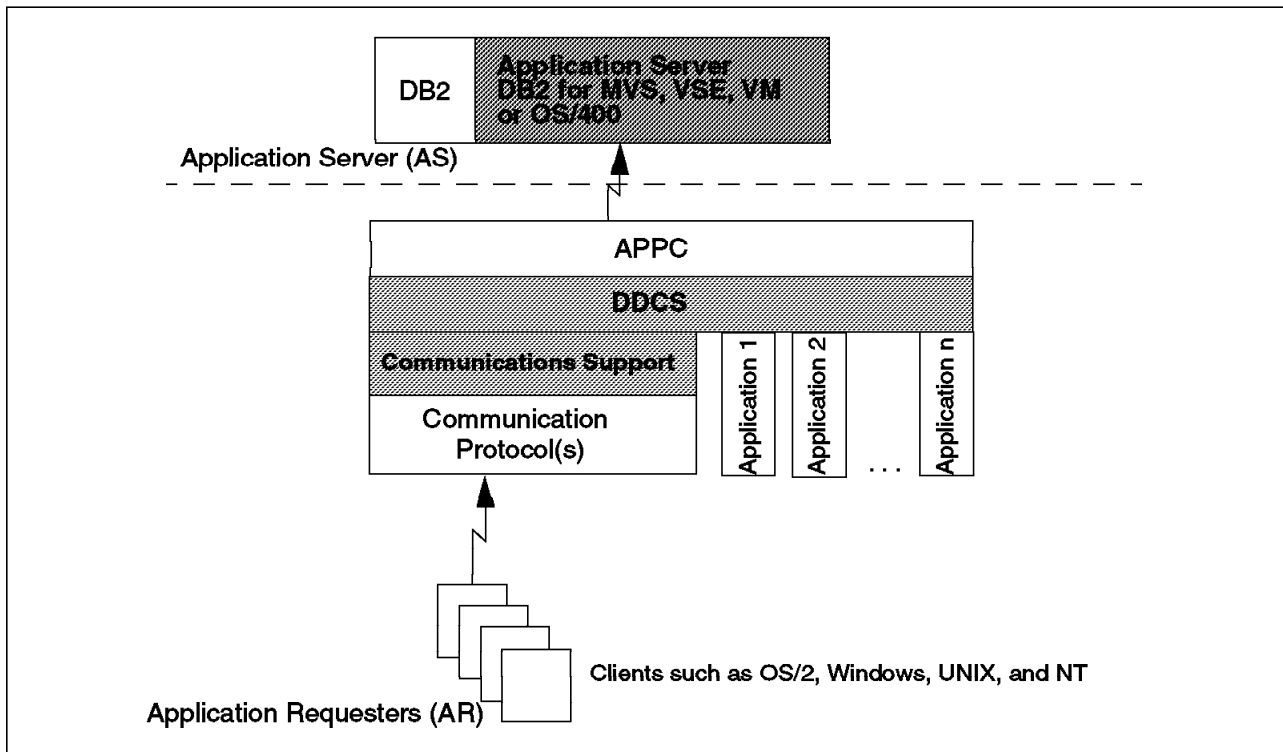 DB2
Application Server
DB2 for MVS, VSE, VM
or OS/400
Application Server (AS)
APPC
DDCS
Communications Support
Communication
Protocol(s)
Application 1
Application 2
. . .
Application n
Clients such as OS/2, Windows, UNIX, and NT
Application Requesters (AR)